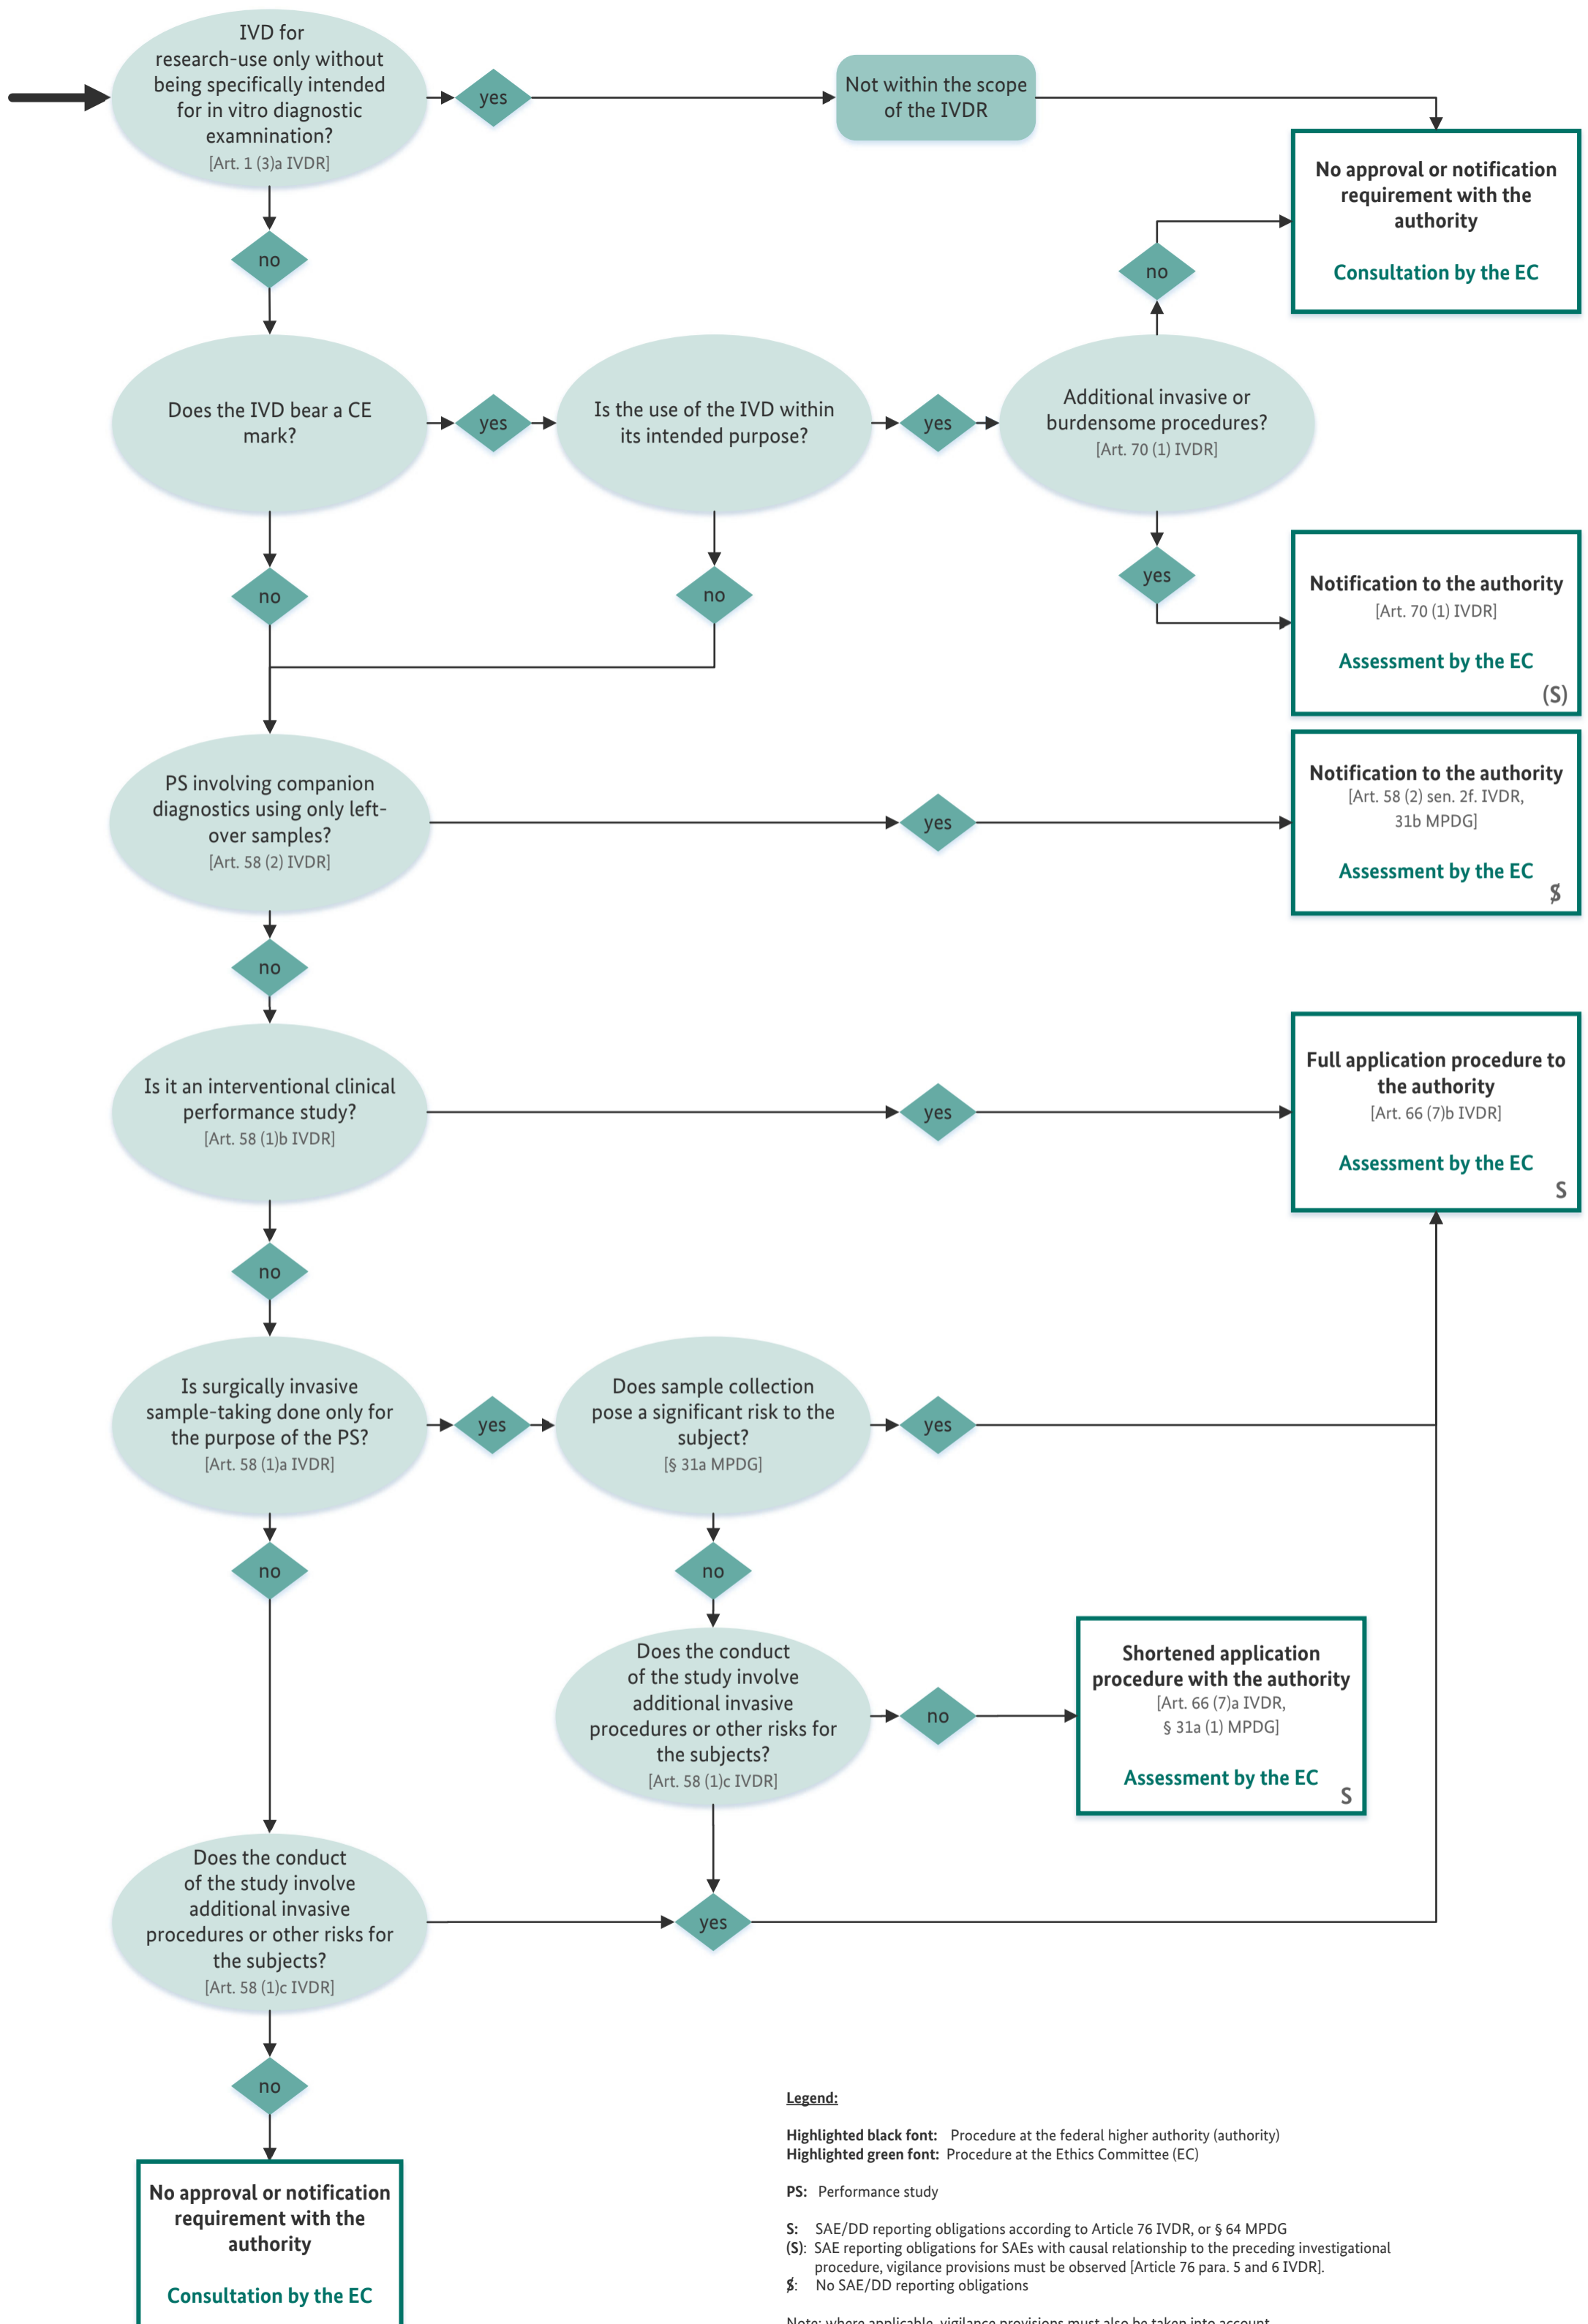 IVD for
research-use only without
being specifically intended
for in vitro diagnostic
examnination?
[Art. 1 (3)a IVDR]
yes
Not within the scope
of the IVDR
No approval or notification
requirement with the
authority
Consultation by the EC
no
no
Does the IVD bear a CE
mark?
yes
Is the use of the IVD within
its intended purpose?
yes
Additional invasive or
burdensome procedures?
[Art. 70 (1) IVDR]
no
no
yes
Notification to the authority
[Art. 70 (1) IVDR]
Assessment by the EC
(S)
PS involving companion
diagnostics using only left-
over samples?
[Art. 58 (2) IVDR]
yes
Notification to the authority
[Art. 58 (2) sen. 2f. IVDR,
31b MPDG]
Assessment by the EC
$
no
Is it an interventional clinical
performance study?
[Art. 58 (1)b IVDR]
yes
Full application procedure to
the authority
[Art. 66 (7)b IVDR]
Assessment by the EC
S
no
Is surgically invasive
sample-taking done only for
the purpose of the PS?
[Art. 58 (1)a IVDR]
yes
Does sample collection
pose a significant risk to the
subject?
[§ 31a MPDG]
yes
no
no
Does the conduct
of the study involve
additional invasive
procedures or other risks for
the subjects?
[Art. 58 (1)c IVDR]
no
Shortened application
procedure with the authority
[Art. 66 (7)a IVDR,
§ 31a (1) MPDG]
Assessment by the EC
S
Does the conduct
of the study involve
additional invasive
procedures or other risks for
the subjects?
[Art. 58 (1)c IVDR]
yes
no
No approval or notification
requirement with the
authority
Consultation by the EC
Legend:
Highlighted black font: Procedure at the federal higher authority (authority)
Highlighted green font: Procedure at the Ethics Committee (EC)
PS: Performance study
S: SAE/DD reporting obligations according to Article 76 IVDR, or § 64 MPDG
(S): SAE reporting obligations for SAEs with causal relationship to the preceding investigational
procedure, vigilance provisions must be observed [Article 76 para. 5 and 6 IVDR].
$: No SAE/DD reporting obligations
Note: where applicable, vigilance provisions must also be taken into account